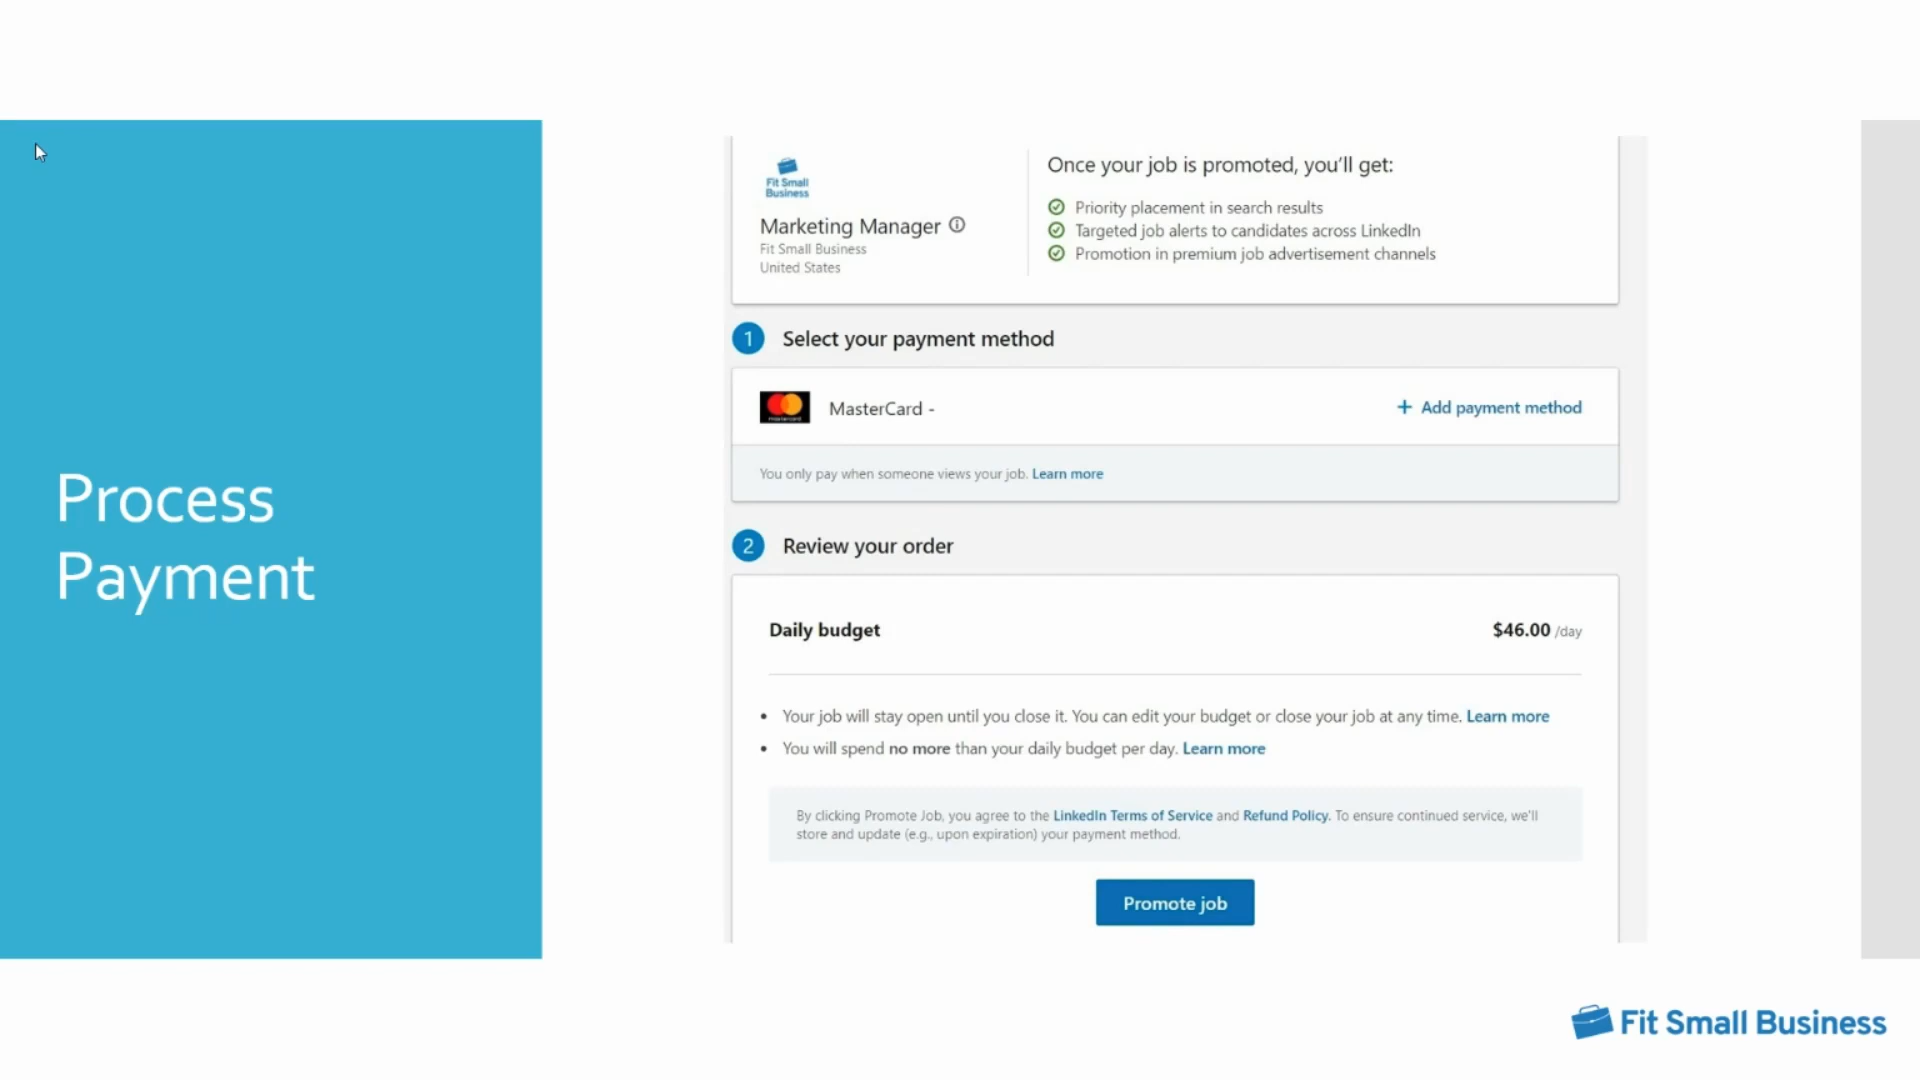 Process
Payment
Fit Small
Business
Marketing Manager
Fit Small Business
United States
Once your job is promoted, you'll get:
Priority placement in search results
Targeted job alerts to candidates across LinkedIn
Promotion in premium job advertisement channels
1 Select your payment method
MasterCard -
+ Add payment method
You only pay when someone views your job. Learn more
2 Review your order
Daily budget $46.00 /day
• Your job will stay open until you close it. You can edit your budget or close your job at any time. Learn more
• You will spend no more than your daily budget per day. Learn more
By clicking Promote Job, you agree to the LinkedIn Terms of Service and Refund Policy. To ensure continued service, we'll
store and update (e.g., upon expiration) your payment method.
Promote job
Fit Small Business